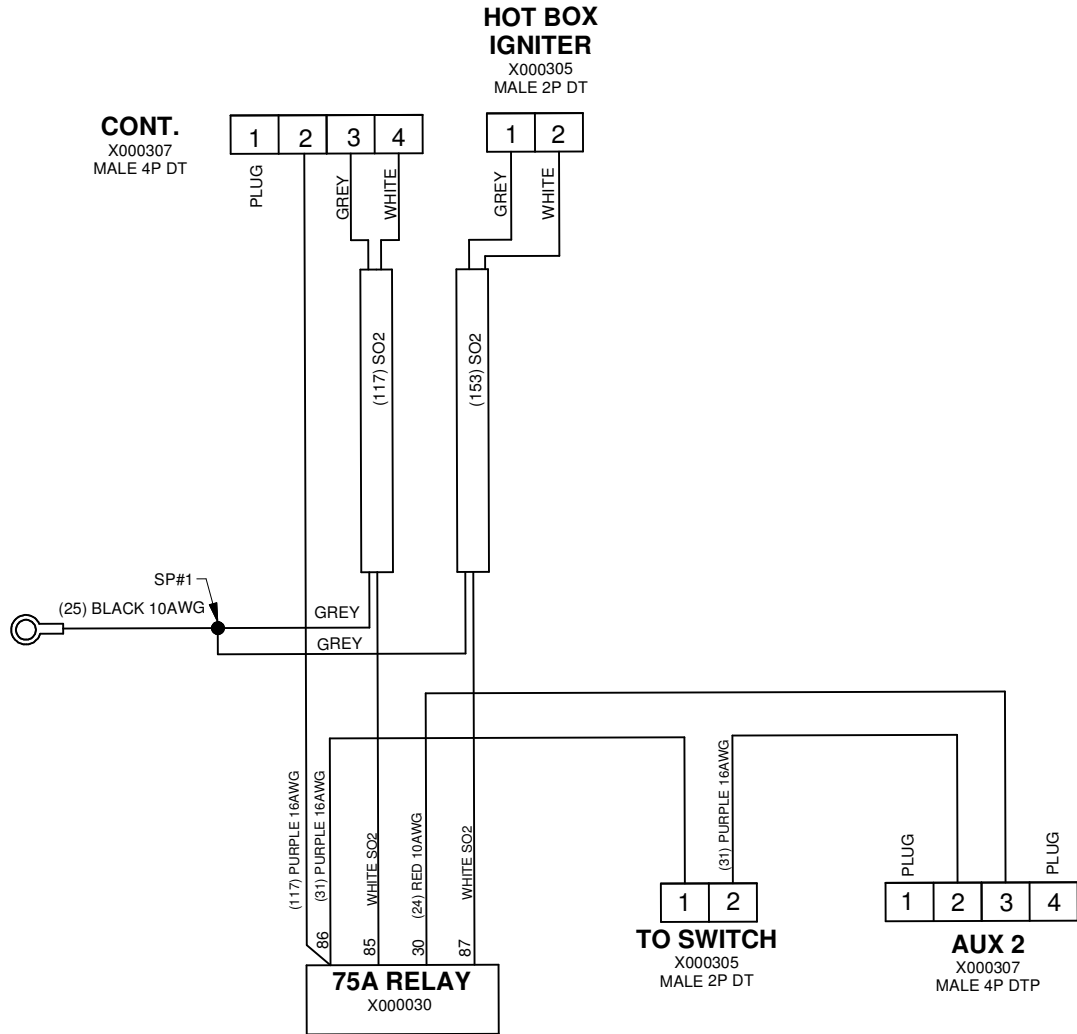 HOT BOX
IGNITER
X000305
MALE 2P DT
CONT.
X000307
MALE 4P DT
1 2 3 4
1 2
PLUG
GREY
WHITE
GREY
WHITE
(117) SO2
(153) SO2
SP#1
(25) BLACK 10AWG
GREY
GREY
(117) PURPLE 16AWG
(31) PURPLE 16AWG
WHITE SO2
(24) RED 10AWG
WHITE SO2
(31) PURPLE 16AWG
86
85
30
87
75A RELAY
X000030
1 2
TO SWITCH
X000305
MALE 2P DT
PLUG
PLUG
1 2 3 4
AUX 2
X000307
MALE 4P DTP